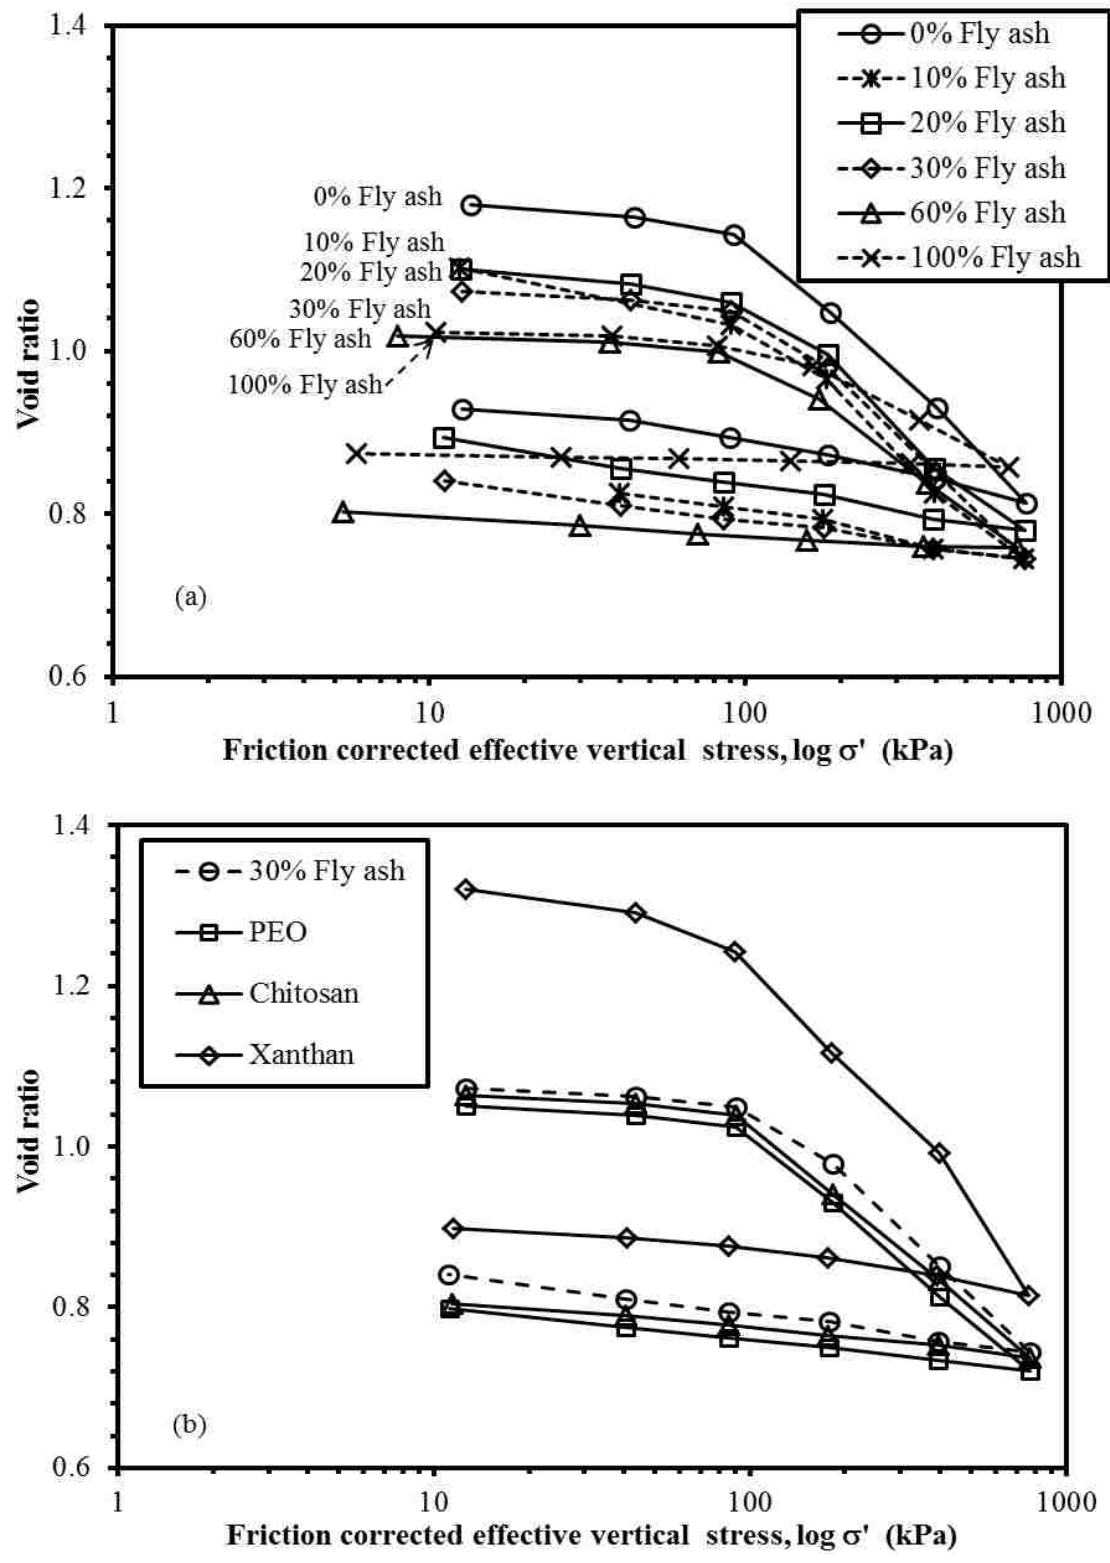 1.4
0% Fly ash
10% Fly ash
20% Fly ash
30% Fly ash
60% Fly ash
100% Fly ash
1.2
0% Fly ash
10% Fly ash
20% Fly ash
30% Fly ash
60% Fly ash
100% Fly ash
1.0
0.8
0.6
Void ratio
(a)
1
10
100
1000
Friction corrected effective vertical stress, log σ' (kPa)
1.4
30% Fly ash
PEO
Chitosan
Xanthan
1.2
1.0
0.8
0.6
Void ratio
(b)
1
10
100
1000
Friction corrected effective vertical stress, log σ' (kPa)